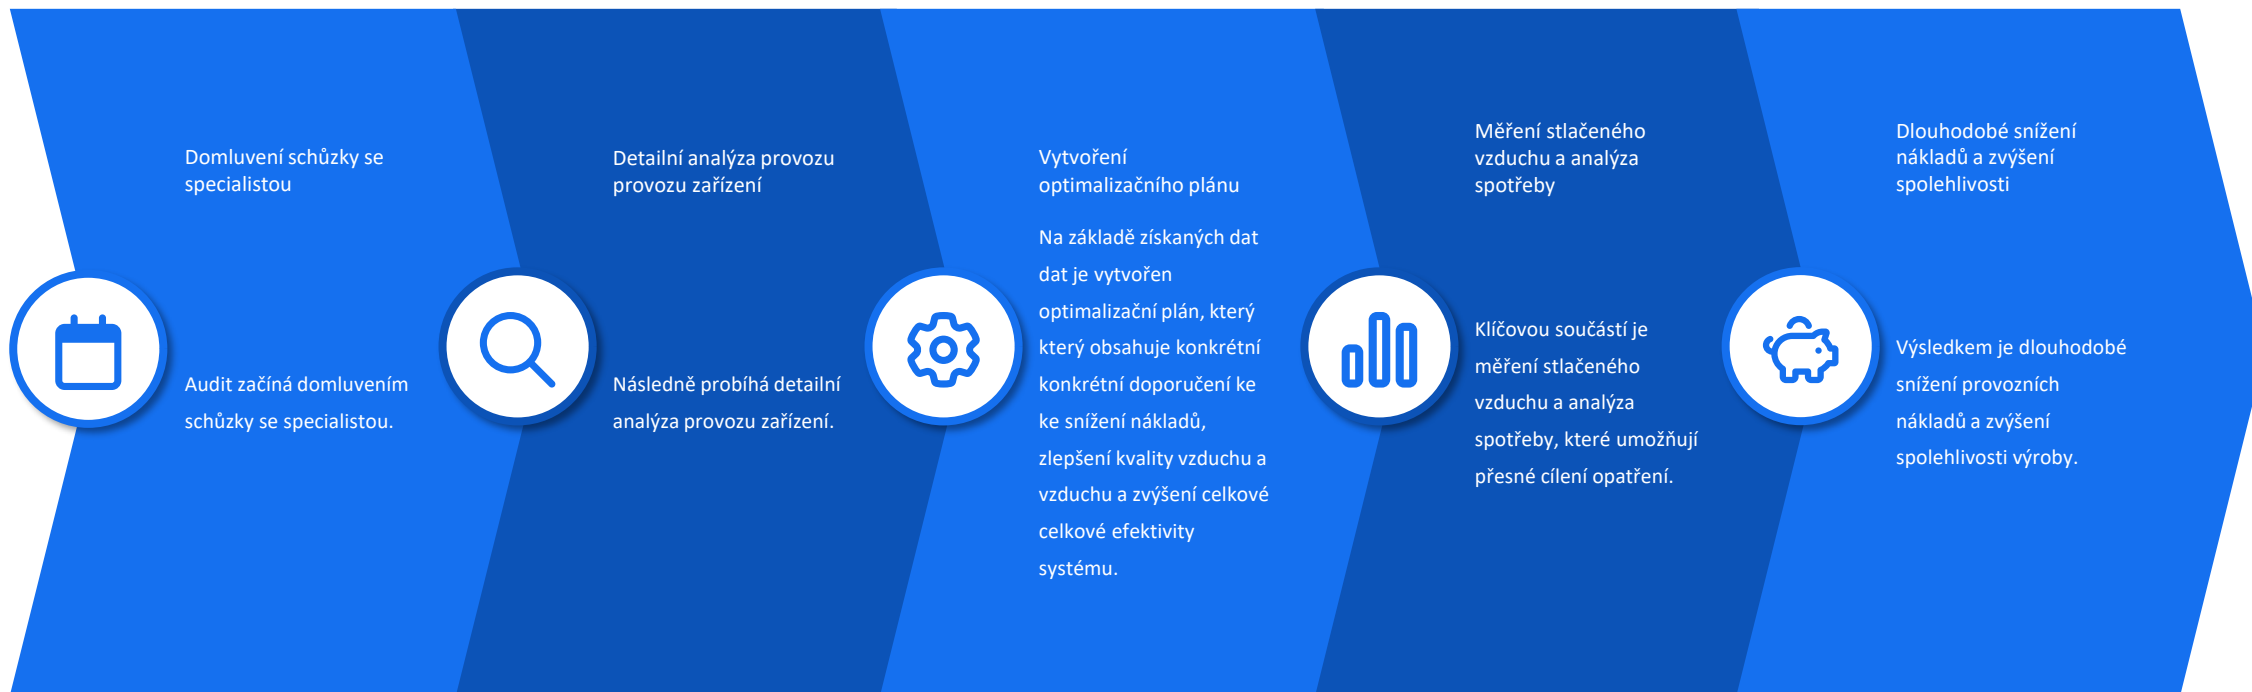 Domluvení schůzky se
specialistou
Audit začíná domluvením
schůzky se specialistou.
Detailní analýza provozu
provozu zařízení
Následně probíhá detailní
analýza provozu zařízení.
Vytvoření
optimalizačního plánu
Na základě získaných dat
dat je vytvořen
optimalizační plán, který
který obsahuje konkrétní
konkrétní doporučení ke
ke snížení nákladů,
zlepšení kvality vzduchu a
vzduchu a zvýšení celkové
celkové efektivity
systému.
Měření stlačeného
vzduchu a analýza
spotřeby
Klíčovou součástí je
měření stlačeného
vzduchu a analýza
spotřeby, které umožňují
přesné cílení opatření.
Dlouhodobé snížení
nákladů a zvýšení
spolehlivosti
Výsledkem je dlouhodobé
snížení provozních
nákladů a zvýšení
spolehlivosti výroby.